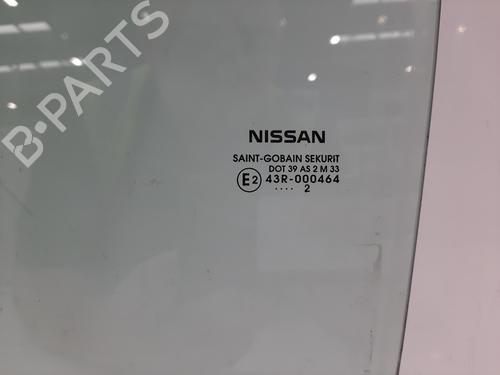 B-PARTS
NISSAN
SAINT-GOBAIN SEKURIT
DOT 39 AS 2 M 33
E2 43R-000464
.... 2